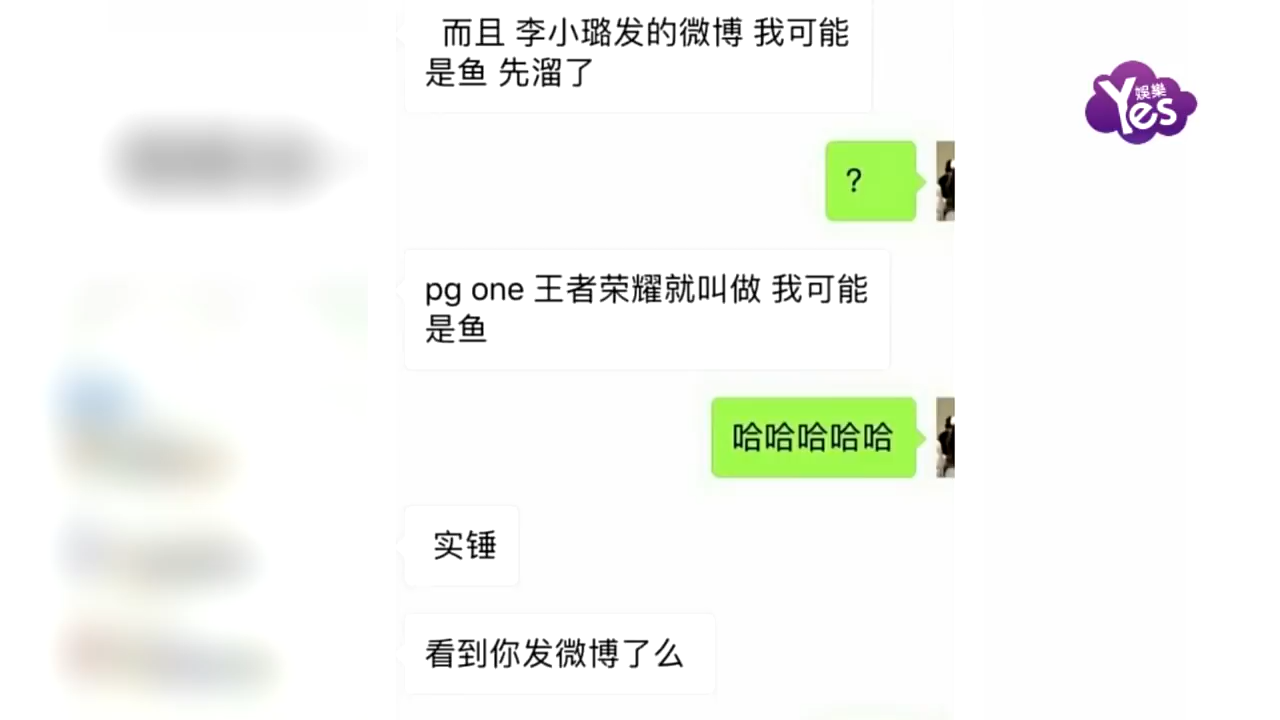 而且 李小璐发的微博 我可能
是鱼 先溜了
Yes 娛樂
?
pg one 王者荣耀就叫做 我可能
是鱼
哈哈哈哈哈
实锤
看到你发微博了么